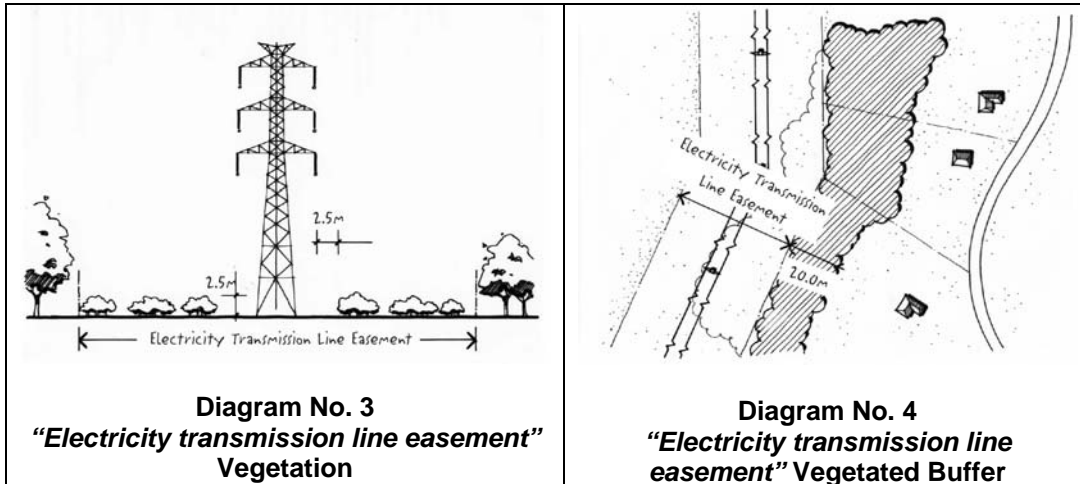 2.5M
2.5M
Electricity Transmission Line Easement
Diagram No. 3
“Electricity transmission line easement”
Vegetation
Electricity Transmission
Line Easement
20.0M
Diagram No. 4
“Electricity transmission line
easement” Vegetated Buffer